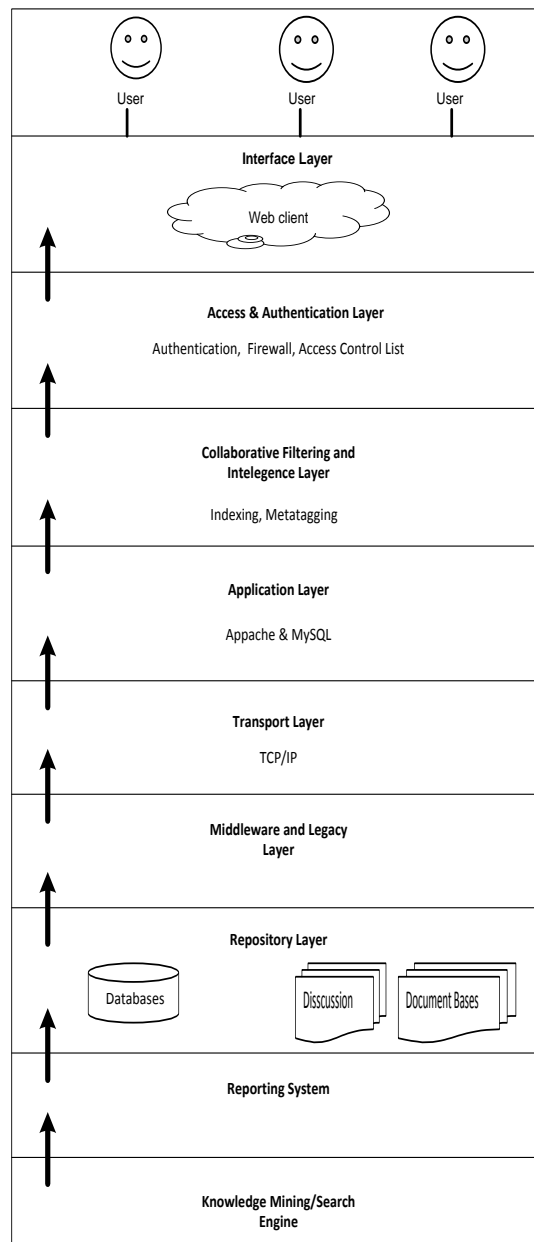 User
User
User
Interface Layer
Web client
Access & Authentication Layer
Authentication, Firewall, Access Control List
Collaborative Filtering and
Intelegence Layer
Indexing, Metatagging
Application Layer
Appache & MySQL
Transport Layer
TCP/IP
Middleware and Legacy
Layer
Repository Layer
Databases
Disscussion
Document Bases
Reporting System
Knowledge Mining/Search
Engine